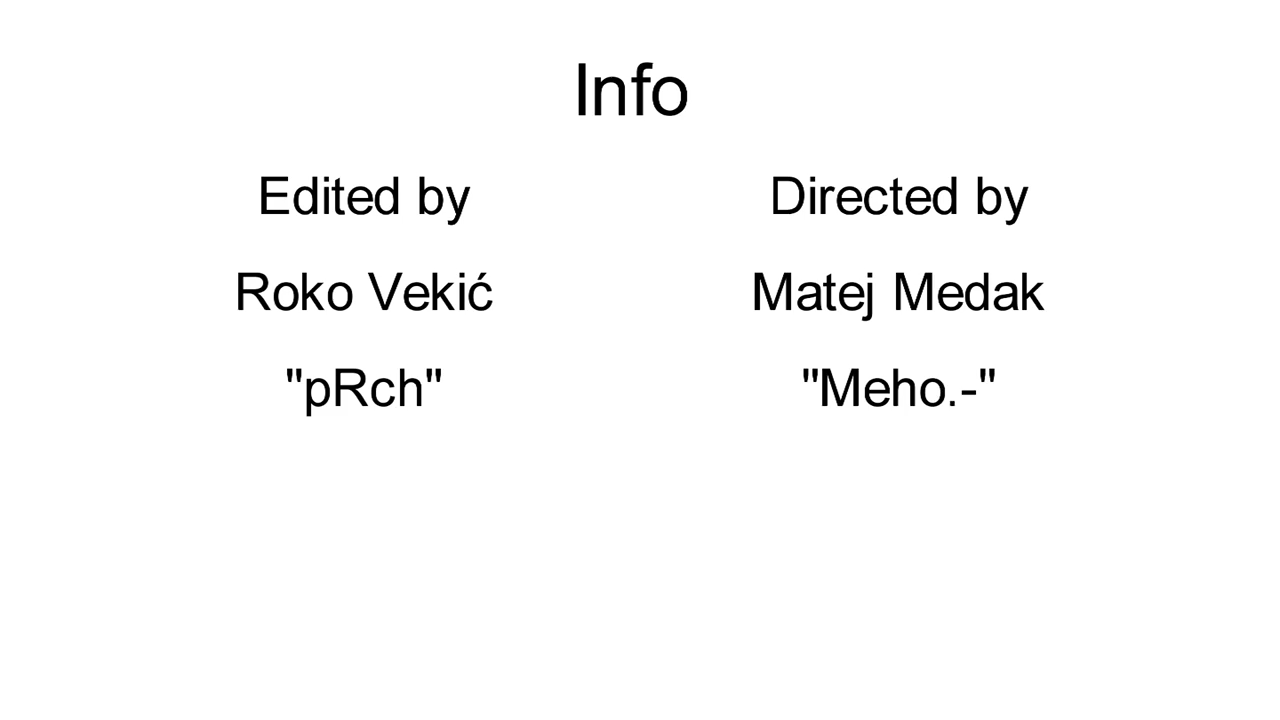 Info
Edited by
Roko Vekić
"pRch"
Directed by
Matej Medak
"Meho.-"